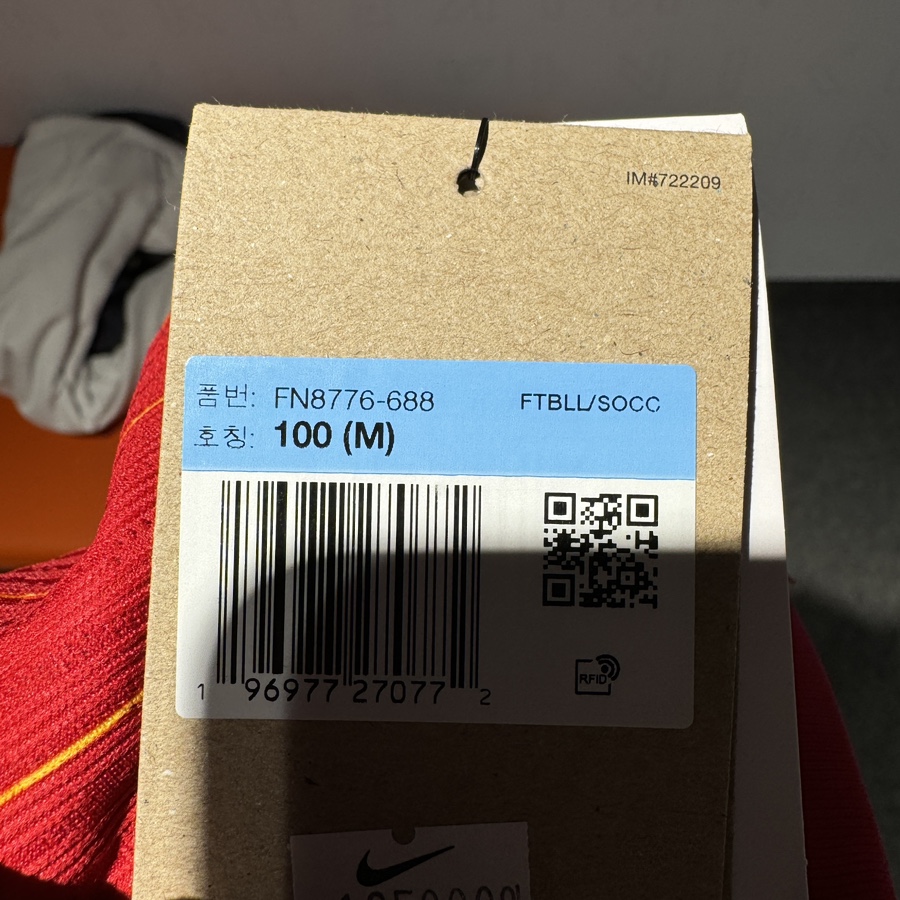 IM#722209
품번: FN8776-688 FTBLL/SOCC
호칭: 100 (M)
1 96977 27077 2
RFID